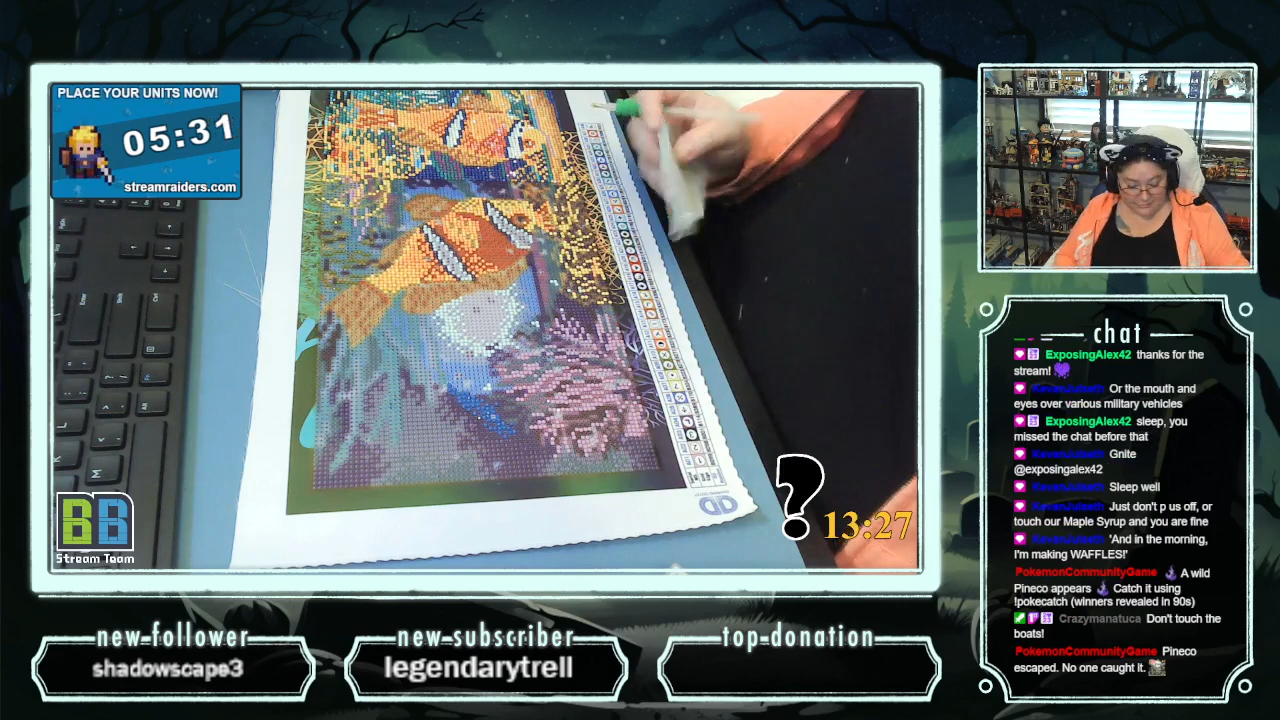 PLACE YOUR UNITS NOW!
05:31
streamraiders.com
BB
Stream Team
?
13:27
new follower
shadowscape3
new subscriber
legendarytrell
top donation
chat
ExposingAlex42 thanks for the
stream!
KevenJuleseth Or the mouth and
eyes over various military vehicles
ExposingAlex42 sleep, you
missed the chat before that
Gnite
@exposingalex42
Sleep well
Just don't p us off, or
touch our Maple Syrup and you are fine
'And in the morning,
I'm making WAFFLES!'
PokemonCommunityGame A wild
Pineco appears Catch it using
!pokecatch (winners revealed in 90s)
Crazymanatuca Don't touch the
boats!
PokemonCommunityGame Pineco
escaped. No one caught it.